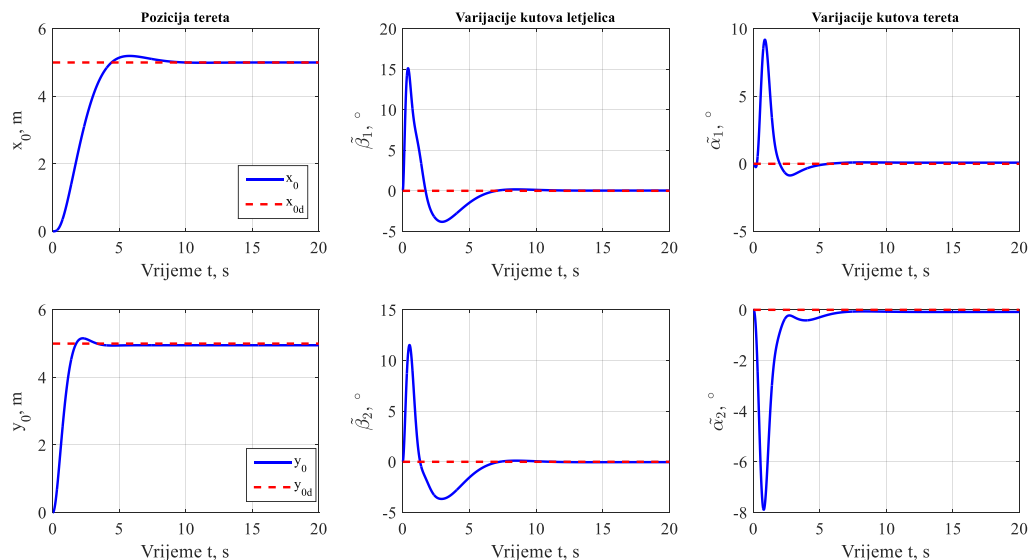 Pozicija tereta
6
4
2
0
x₀, m
x₀
x₀d
0 5 10 15 20
Vrijeme t, s
Varijacije kutova letjelica
20
15
10
5
0
-5
β̃₁, °
0 5 10 15 20
Vrijeme t, s
Varijacije kutova tereta
10
5
0
-5
α̃₁, °
0 5 10 15 20
Vrijeme t, s
6
4
2
0
y₀, m
y₀
y₀d
0 5 10 15 20
Vrijeme t, s
15
10
5
0
-5
β̃₂, °
0 5 10 15 20
Vrijeme t, s
0
-2
-4
-6
-8
α̃₂, °
0 5 10 15 20
Vrijeme t, s